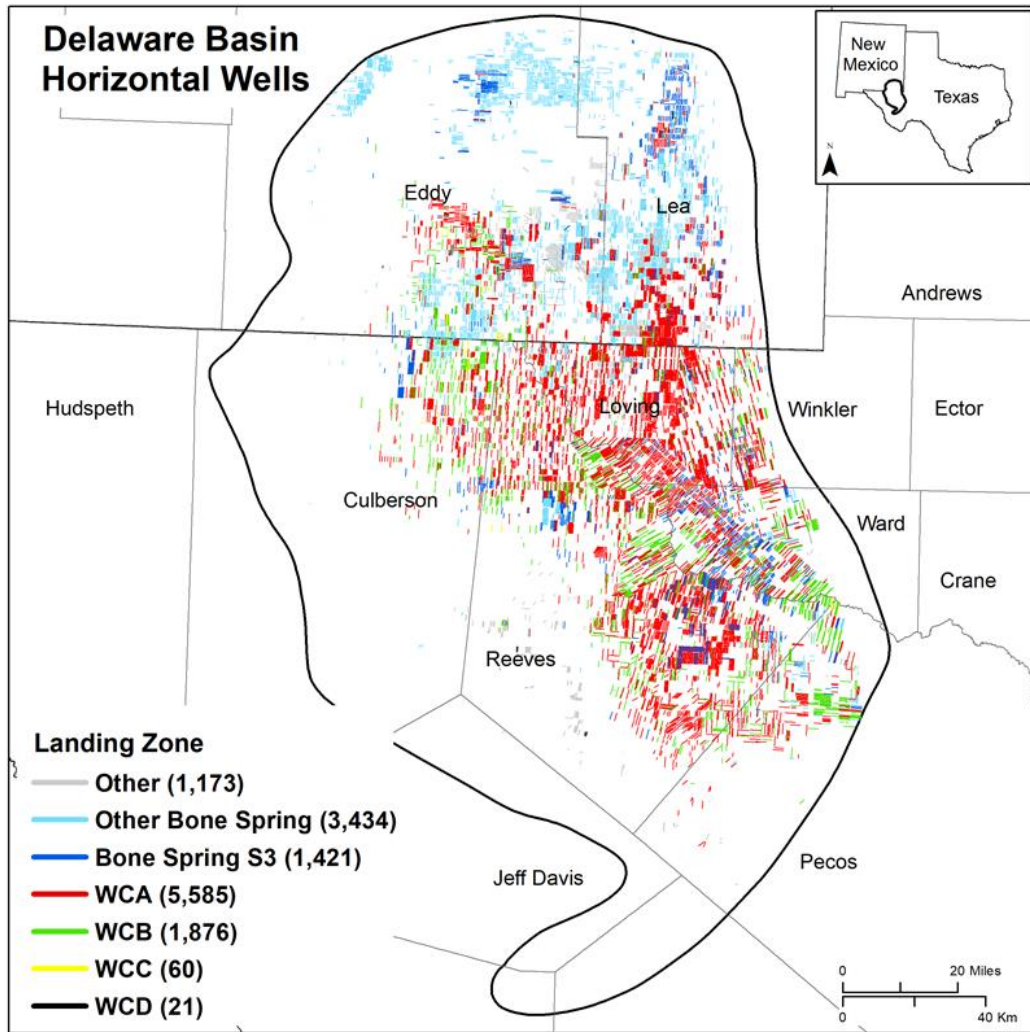 Delaware Basin
Horizontal Wells
New
Mexico
Texas
N
Eddy
Lea
Andrews
Hudspeth
Loving
Winkler
Ector
Culberson
Ward
Crane
Reeves
Pecos
Jeff Davis
Landing Zone
Other (1,173)
Other Bone Spring (3,434)
Bone Spring S3 (1,421)
WCA (5,585)
WCB (1,876)
WCC (60)
WCD (21)
0 20 Miles
0 40 Km